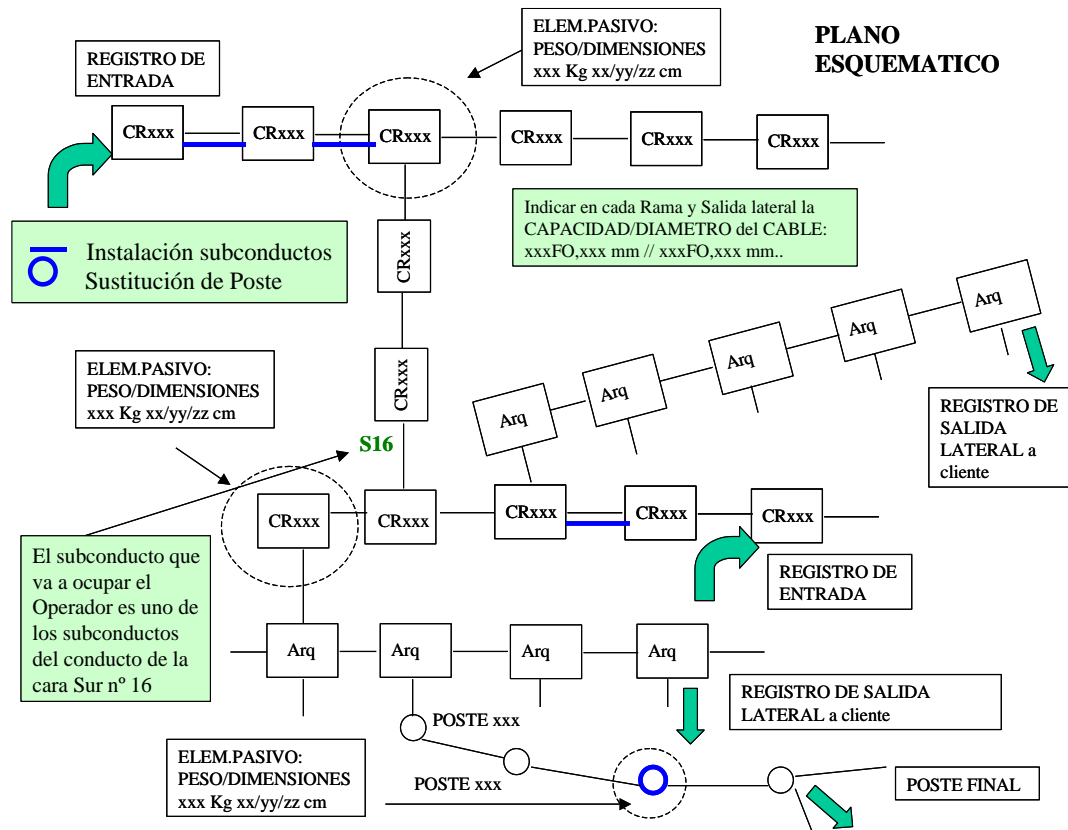 PLANO
ESQUEMATICO
ELEM.PASIVO:
PESO/DIMENSIONES
xxx Kg xx/yy/zz cm
REGISTRO DE
ENTRADA
CRxxx
CRxxx
CRxxx
CRxxx
CRxxx
CRxxx
Instalación subconductos
Sustitución de Poste
Indicar en cada Rama y Salida lateral la
CAPACIDAD/DIAMETRO del CABLE:
xxxFO,xxx mm // xxxFO,xxx mm..
CRxxx
CRxxx
Arq
Arq
Arq
Arq
Arq
ELEM.PASIVO:
PESO/DIMENSIONES
xxx Kg xx/yy/zz cm
REGISTRO DE
SALIDA
LATERAL a
cliente
S16
CRxxx
CRxxx
CRxxx
CRxxx
CRxxx
El subconducto que
va a ocupar el
Operador es uno de
los subconductos
del conducto de la
cara Sur nº 16
REGISTRO DE
ENTRADA
Arq
Arq
Arq
Arq
REGISTRO DE SALIDA
LATERAL a cliente
POSTE xxx
ELEM.PASIVO:
PESO/DIMENSIONES
xxx Kg xx/yy/zz cm
POSTE xxx
POSTE FINAL